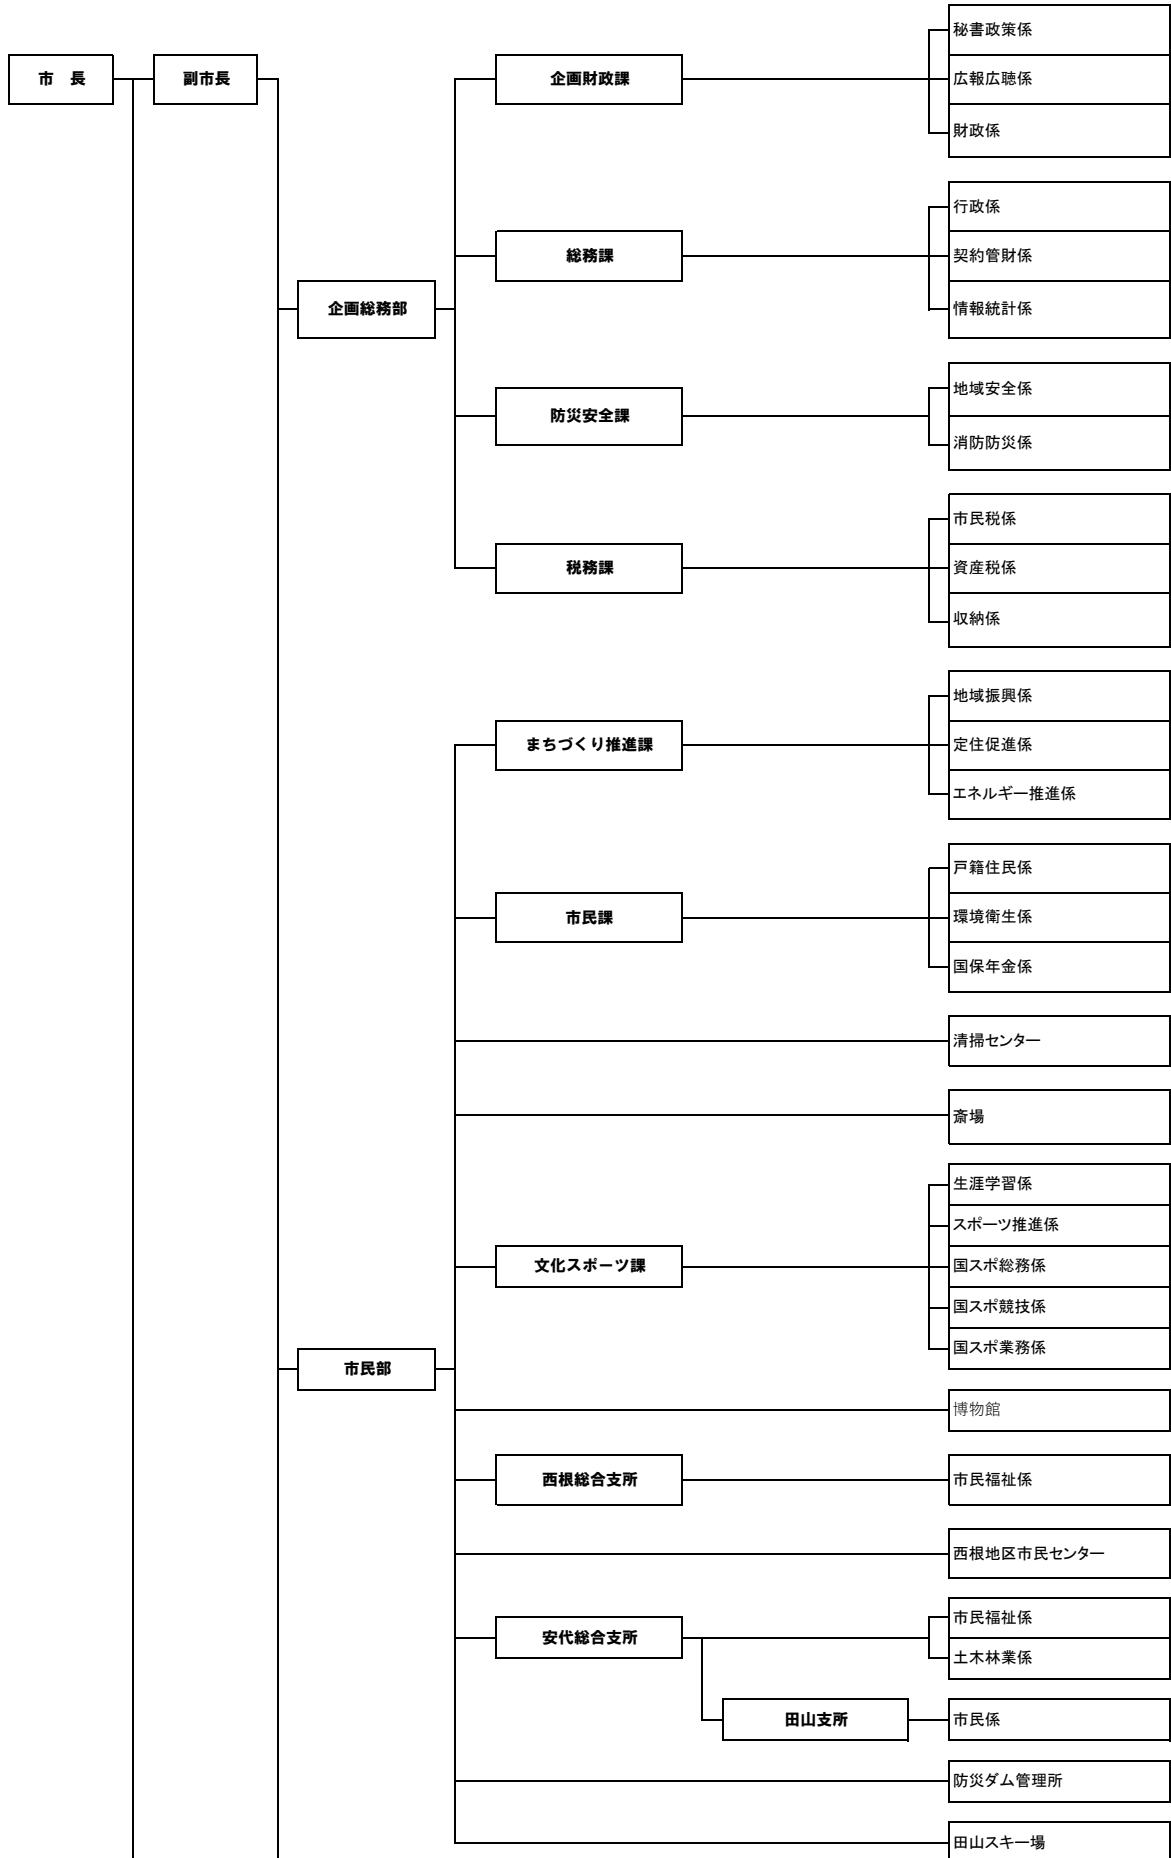 市　長
副市長
企画総務部
企画財政課
秘書政策係
広報広聴係
財政係
総務課
行政係
契約管財係
情報統計係
防災安全課
地域安全係
消防防災係
税務課
市民税係
資産税係
収納係
市民部
まちづくり推進課
地域振興係
定住促進係
エネルギー推進係
市民課
戸籍住民係
環境衛生係
国保年金係
清掃センター
斎場
文化スポーツ課
生涯学習係
スポーツ推進係
国スポ総務係
国スポ競技係
国スポ業務係
博物館
西根総合支所
市民福祉係
西根地区市民センター
安代総合支所
市民福祉係
土木林業係
田山支所
市民係
防災ダム管理所
田山スキー場